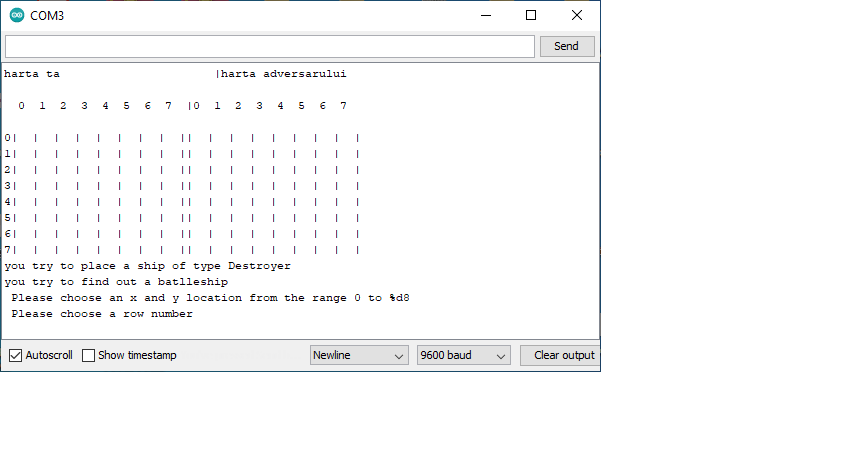 COM3
Send
harta ta |harta adversarului
0 1 2 3 4 5 6 7 |0 1 2 3 4 5 6 7
0| | | | | | | || | | | | | | | |
1| | | | | | | || | | | | | | | |
2| | | | | | | || | | | | | | | |
3| | | | | | | || | | | | | | | |
4| | | | | | | || | | | | | | | |
5| | | | | | | || | | | | | | | |
6| | | | | | | || | | | | | | | |
7| | | | | | | || | | | | | | | |
you try to place a ship of type Destroyer
you try to find out a batlleship
Please choose an x and y location from the range 0 to %d8
Please choose a row number
Autoscroll Show timestamp Newline 9600 baud Clear output